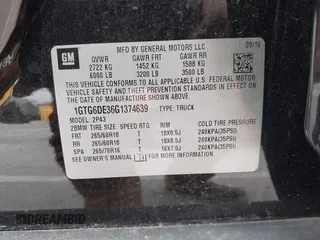 GM
MFD BY GENERAL MOTORS LLC
09/16
GVWR GAWR FRT GAWR RR
2722 KG 1452 KG 1588 KG
6000 LB 3200 LB 3500 LB
THIS VEHICLE CONFORMS TO ALL APPLICABLE U.S. FEDERAL
MOTOR VEHICLE SAFETY
STANDARDS IN EFFECT ON THE DATE OF
MANUFACTURE SHOWN ABOVE.
1GTG6DE36G1374639 TYPE: TRUCK
MODEL: 2P43
TIRE SIZE SPEED RTG RIM COLD TIRE PRESSURE
FRT 265/60R18 T 18X8.5J 240KPA(35PSI)
RR 265/60R18 T 18X8.5J 240KPA(35PSI)
SPA 265/70R16 16X7.0J 240KPA(35PSI)
SEE OWNER'S MANUAL FOR ADDITIONAL INFORMATION.
DREAMBID